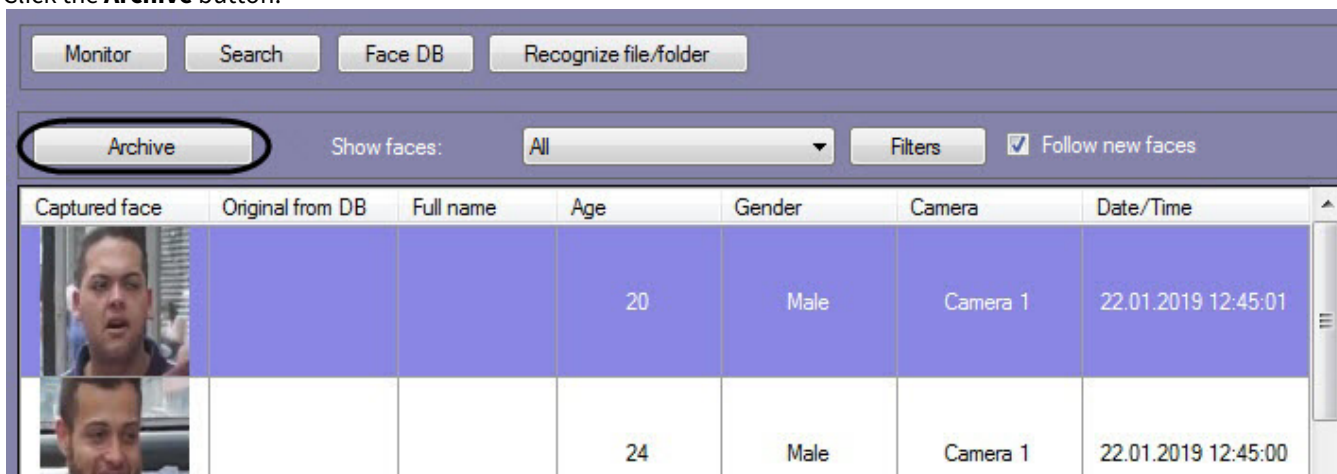 Click the Archive button.
Monitor Search Face DB Recognize file/folder
Archive Show faces: All Filters Follow new faces
Captured face Original from DB Full name Age Gender Camera Date/Time
20 Male Camera 1 22.01.2019 12:45:01
24 Male Camera 1 22.01.2019 12:45:00